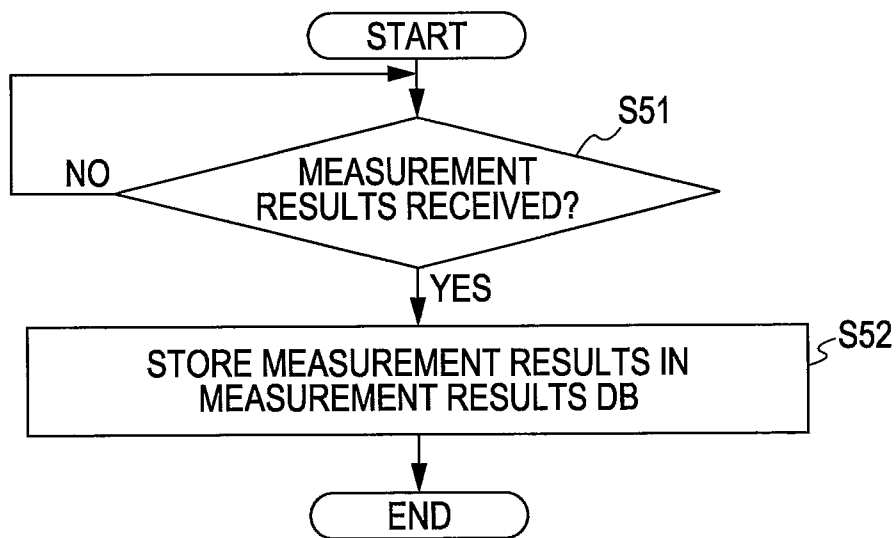 START
S51
MEASUREMENT
RESULTS RECEIVED?
NO
YES
S52
STORE MEASUREMENT RESULTS IN
MEASUREMENT RESULTS DB
END